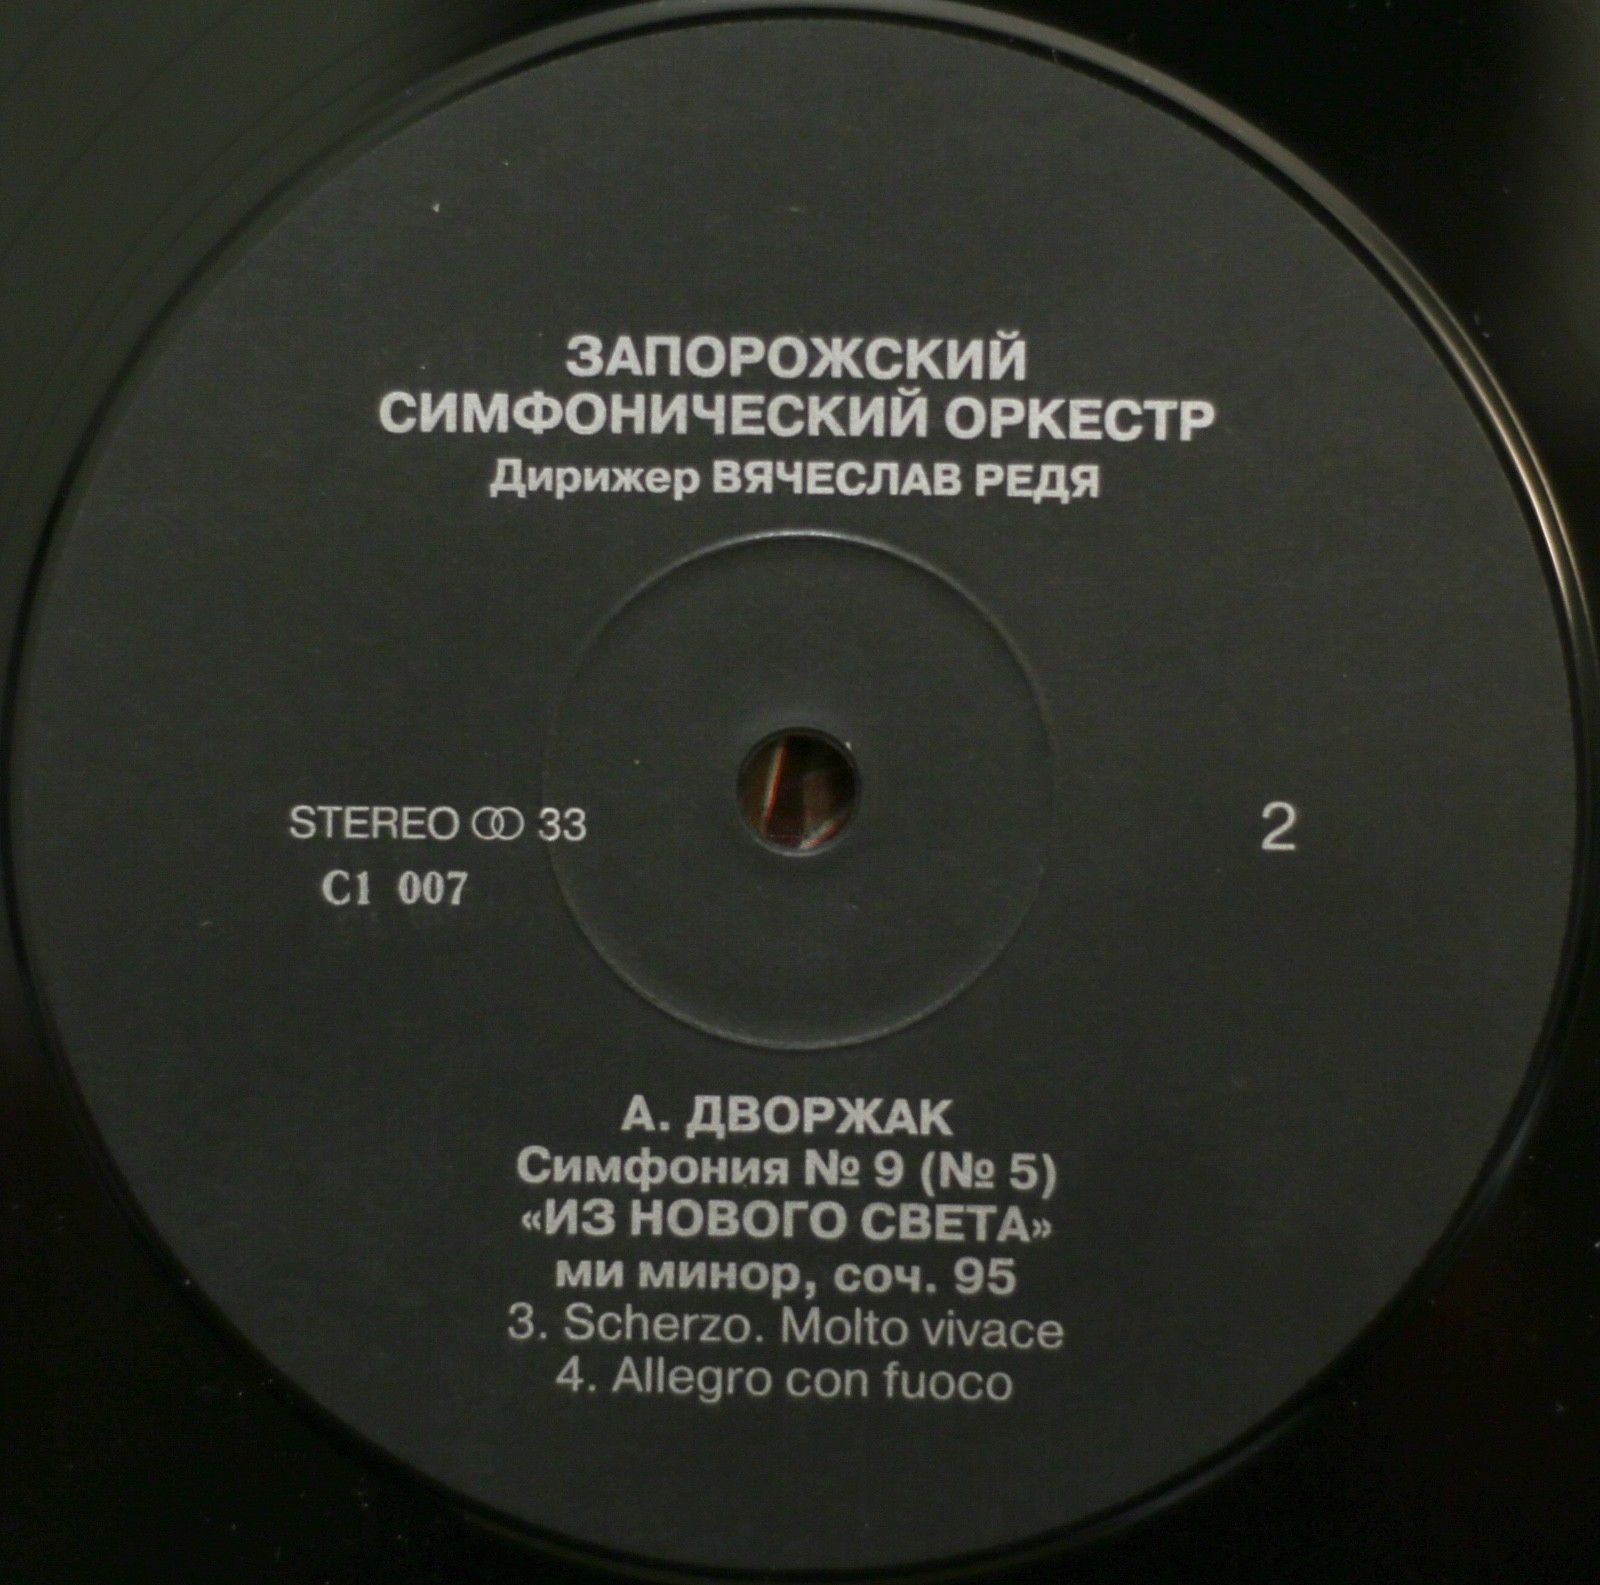 ЗАПОРОЖСКИЙ
СИМФОНИЧЕСКИЙ ОРКЕСТР
Дирижер ВЯЧЕСЛАВ РЕДЯ
STEREO 33
C1 007
2
А. ДВОРЖАК
Симфония № 9 (№ 5)
«ИЗ НОВОГО СВЕТА»
ми минор, соч. 95
3. Scherzo. Molto vivace
4. Allegro con fuoco